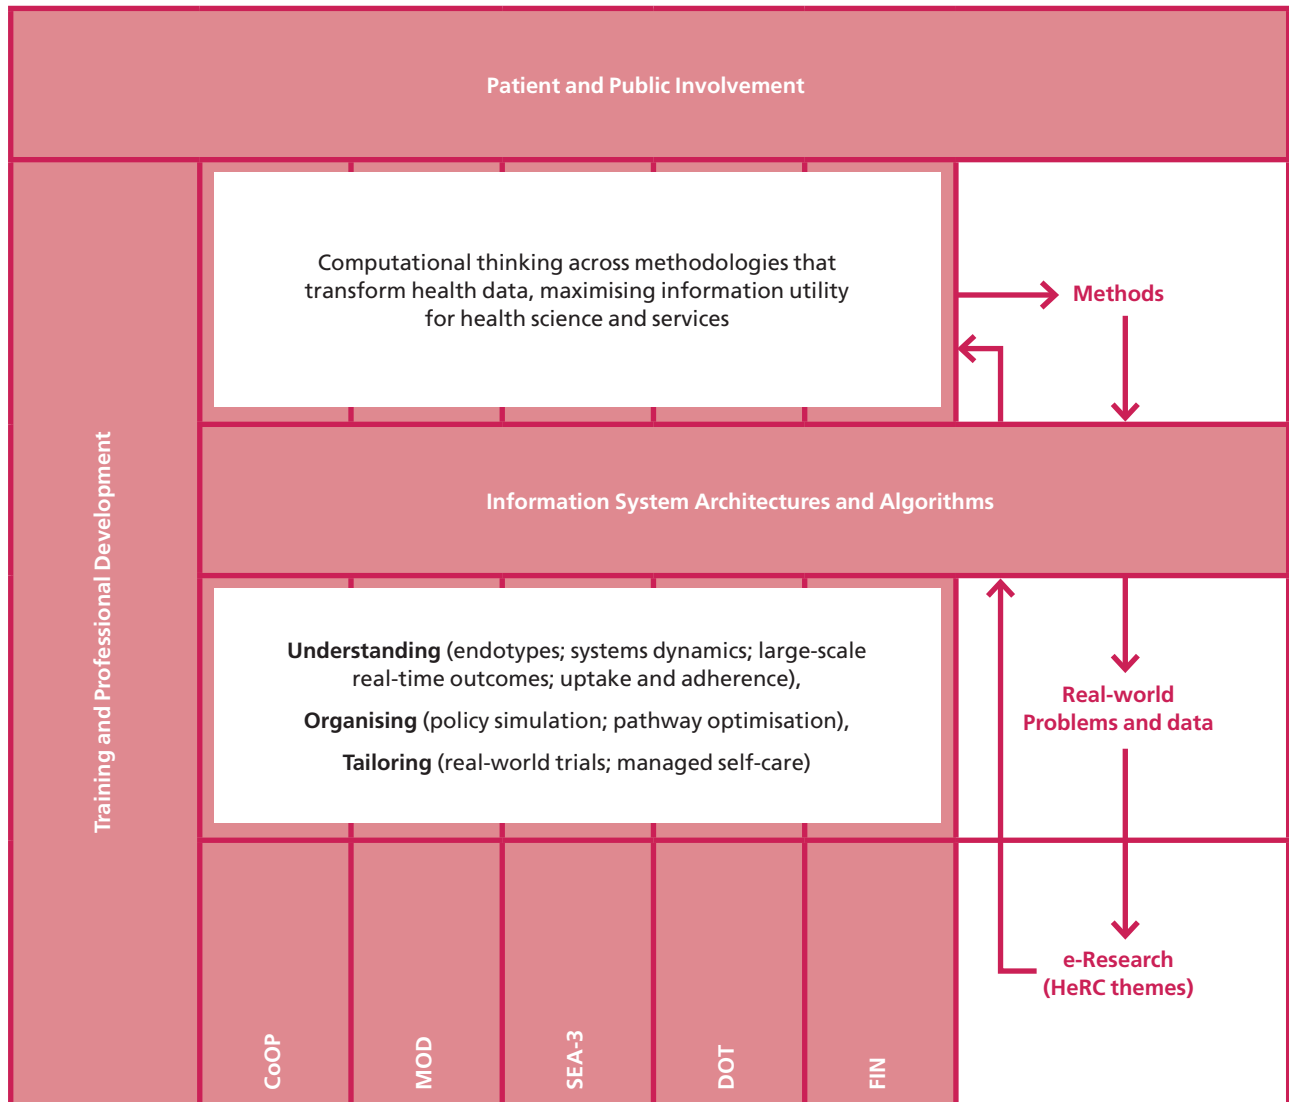 Patient and Public Involvement
Computational thinking across methodologies that
transform health data, maximising information utility
for health science and services
Methods
Training and Professional Development
Information System Architectures and Algorithms
Understanding (endotypes; systems dynamics; large-scale
real-time outcomes; uptake and adherence),
Organising (policy simulation; pathway optimisation),
Tailoring (real-world trials; managed self-care)
Real-world
Problems and data
e-Research
(HeRC themes)
CoOP
MOD
SEA-3
DOT
FIN